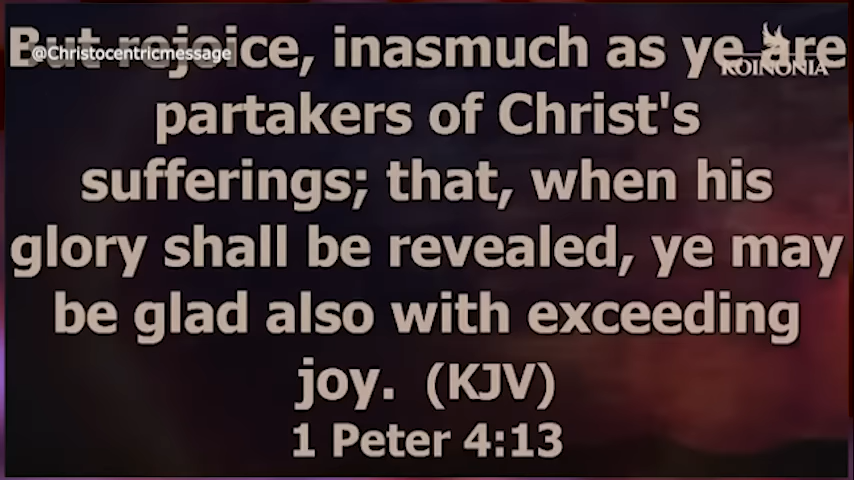 But rejoice, inasmuch as ye are
@Christocentricmessage
KOINONIA
partakers of Christ's
sufferings; that, when his
glory shall be revealed, ye may
be glad also with exceeding
joy. (KJV)
1 Peter 4:13